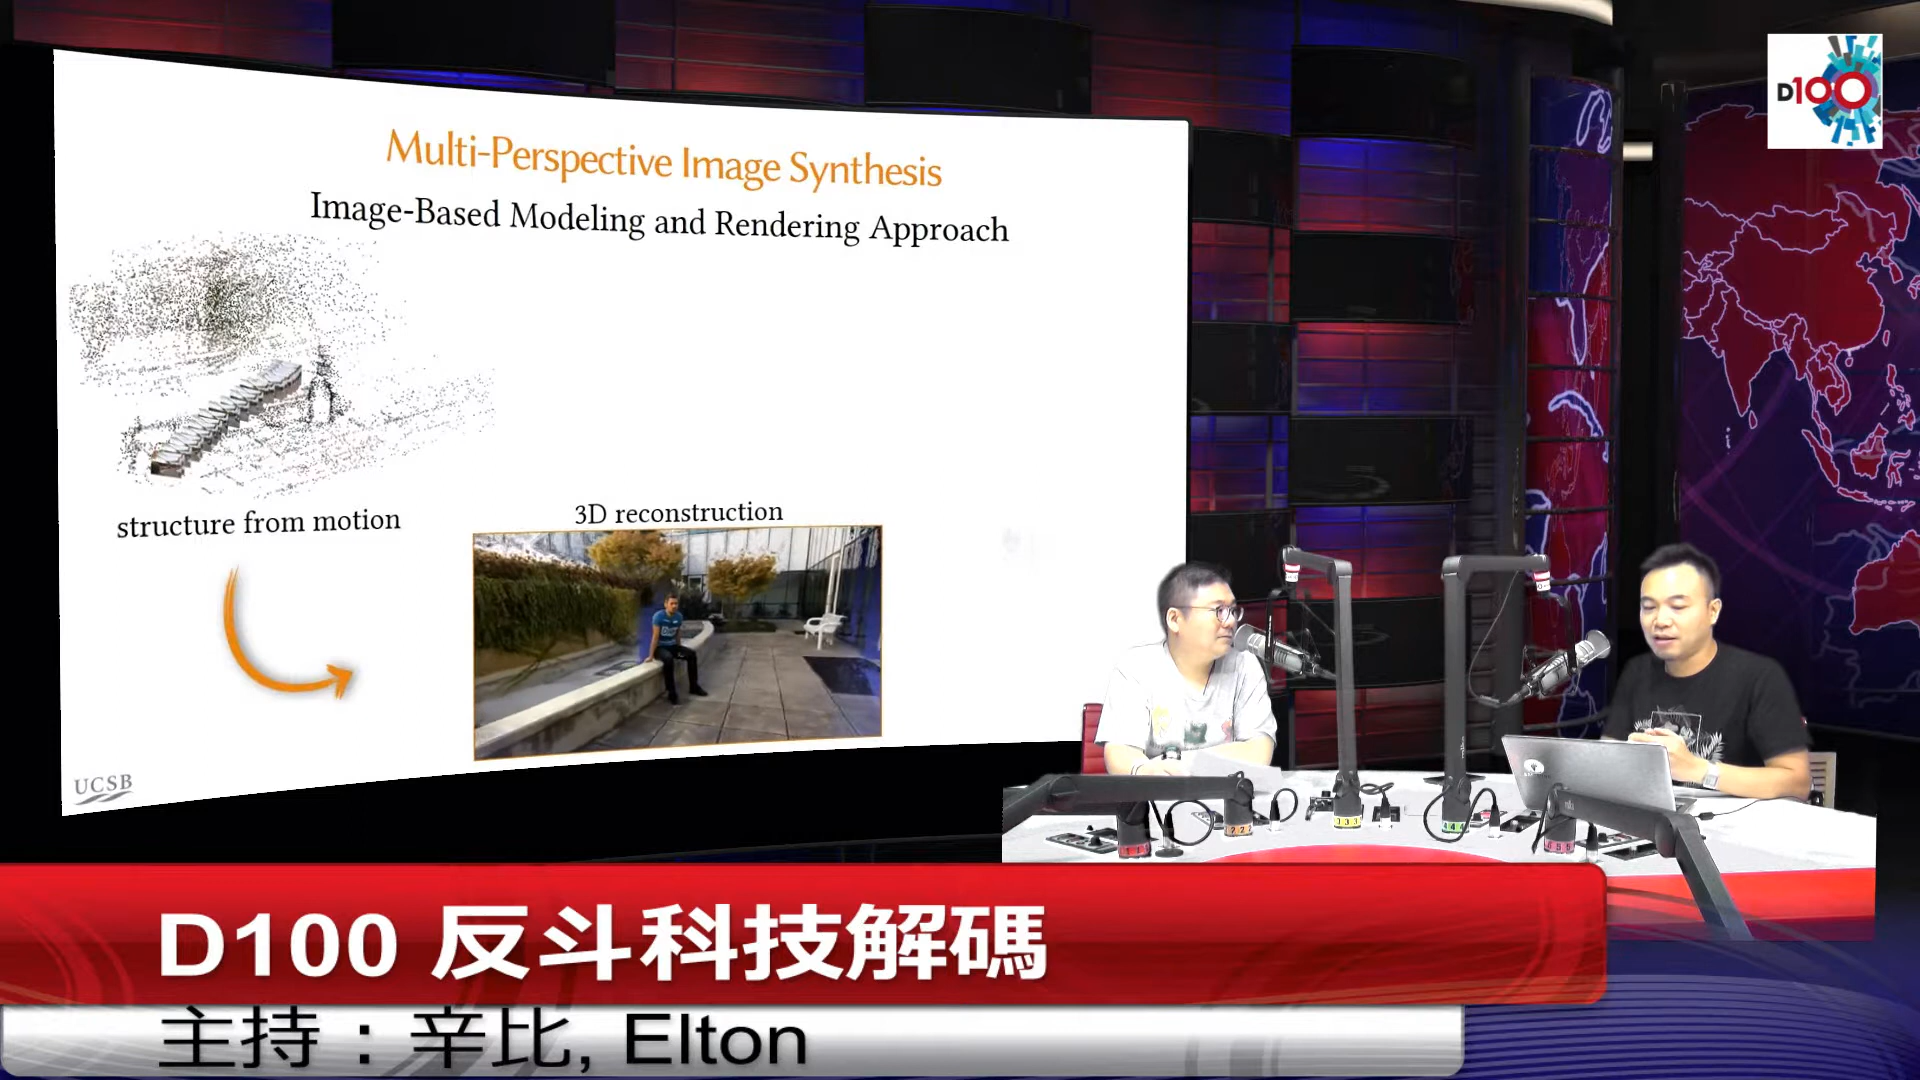 D100
Multi-Perspective Image Synthesis
Image-Based Modeling and Rendering Approach
structure from motion
3D reconstruction
UCSB
D100 反斗科技解碼
主持：辛比, Elton